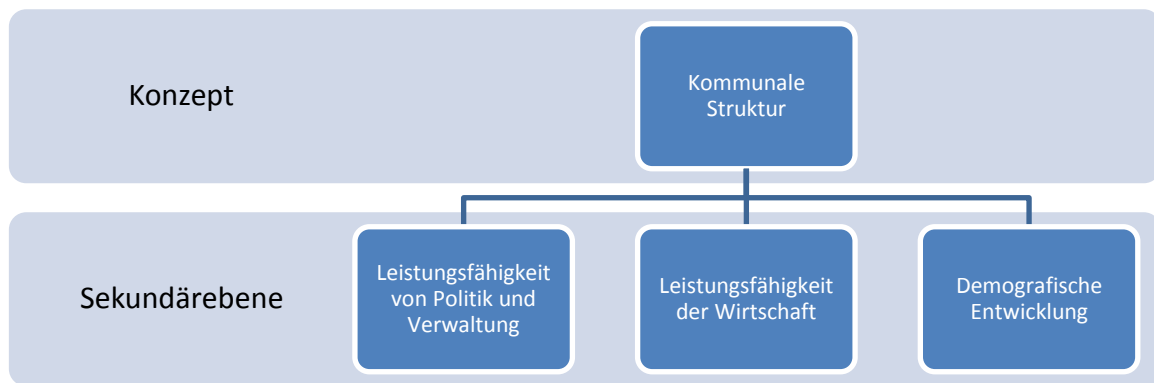 Konzept
Kommunale
Struktur
Sekundärebene
Leistungsfähigkeit
von Politik und
Verwaltung
Leistungsfähigkeit
der Wirtschaft
Demografische
Entwicklung